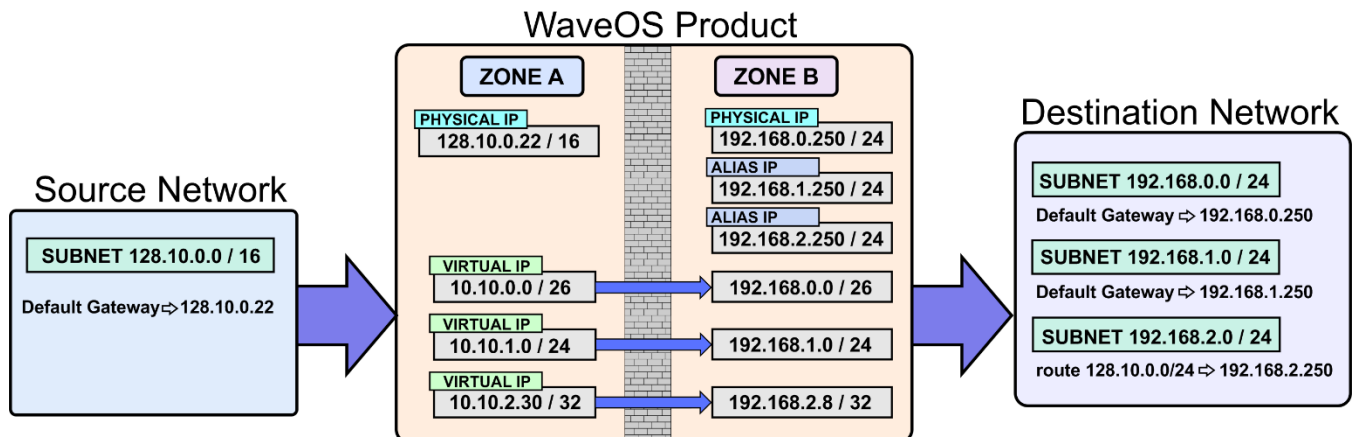 WaveOS Product
ZONE A
ZONE B
PHYSICAL IP
128.10.0.22 / 16
PHYSICAL IP
192.168.0.250 / 24
ALIAS IP
192.168.1.250 / 24
ALIAS IP
192.168.2.250 / 24
Source Network
SUBNET 128.10.0.0 / 16
Default Gateway⇨128.10.0.22
VIRTUAL IP
10.10.0.0 / 26
192.168.0.0 / 26
VIRTUAL IP
10.10.1.0 / 24
192.168.1.0 / 24
VIRTUAL IP
10.10.2.30 / 32
192.168.2.8 / 32
Destination Network
SUBNET 192.168.0.0 / 24
Default Gateway ⇨ 192.168.0.250
SUBNET 192.168.1.0 / 24
Default Gateway ⇨ 192.168.1.250
SUBNET 192.168.2.0 / 24
route 128.10.0.0/24 ⇨ 192.168.2.250